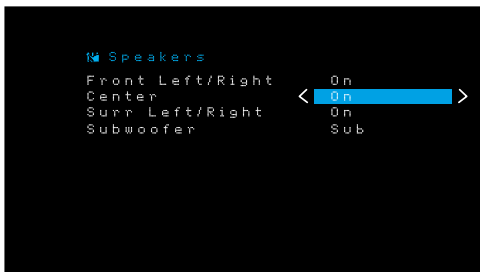 Speakers
Front Left/Right On
Center < On >
Surr Left/Right On
Subwoofer Sub